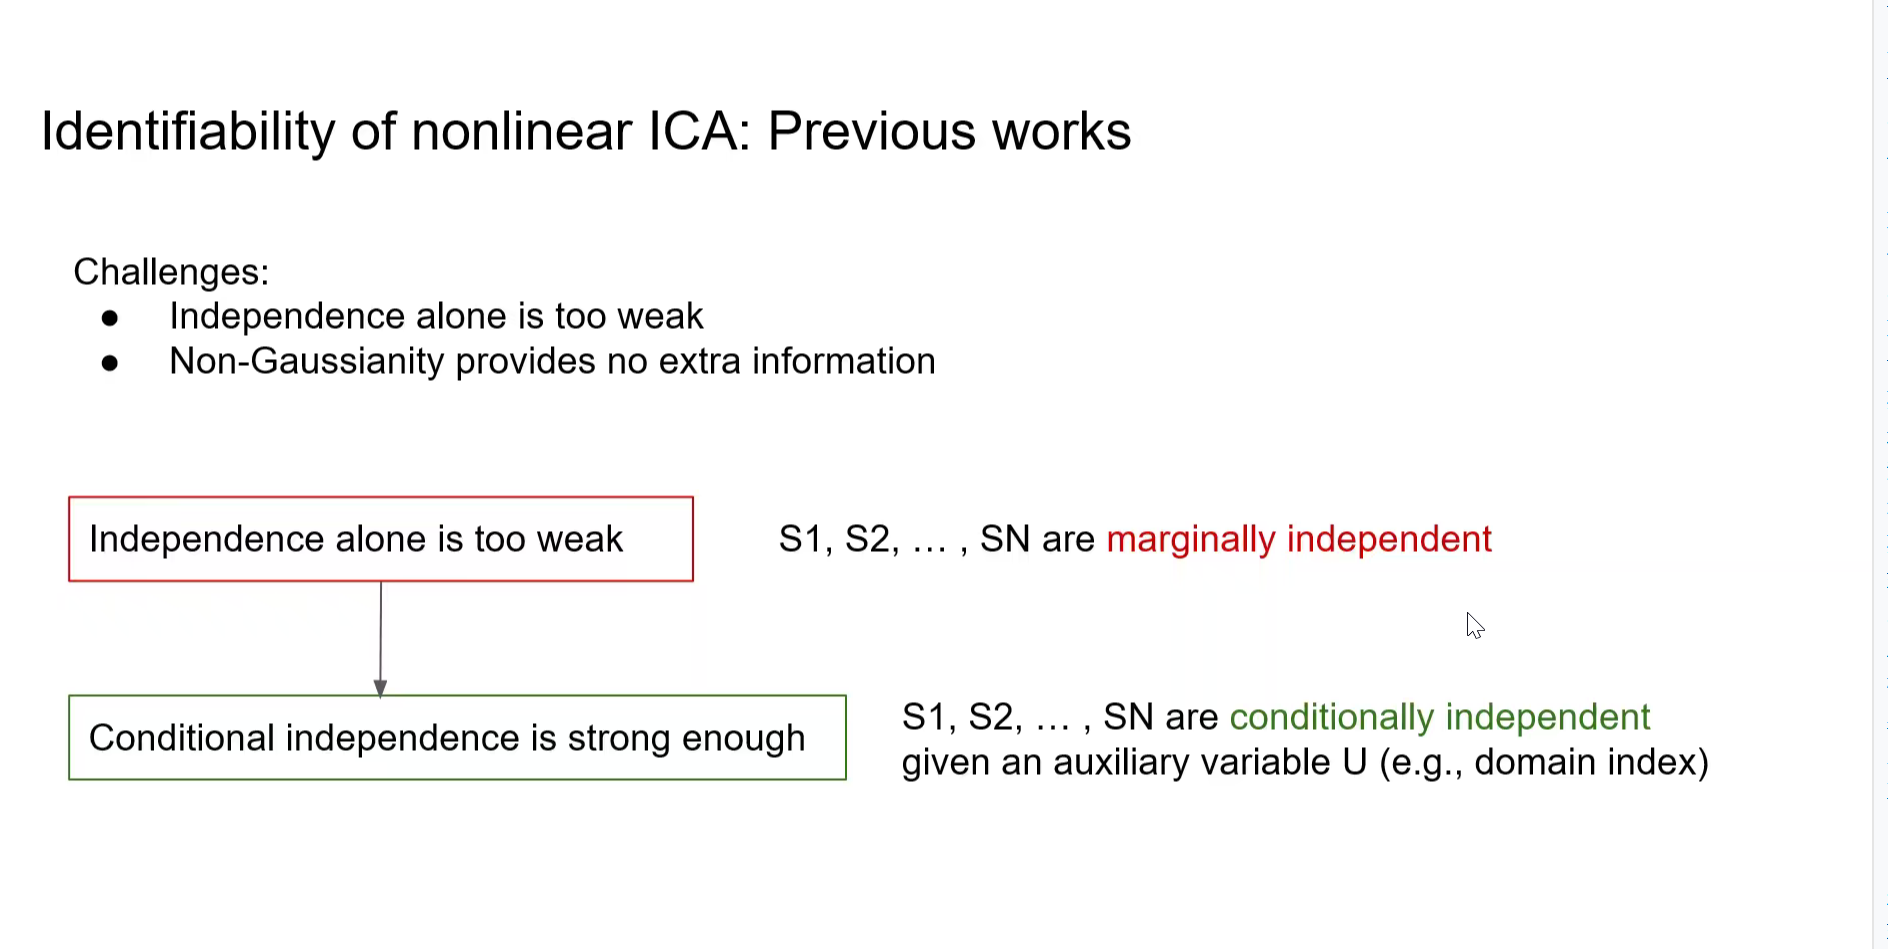 Identifiability of nonlinear ICA: Previous works
Challenges:
● Independence alone is too weak
● Non-Gaussianity provides no extra information
Independence alone is too weak
S1, S2, … , SN are marginally independent
Conditional independence is strong enough
S1, S2, … , SN are conditionally independent
given an auxiliary variable U (e.g., domain index)